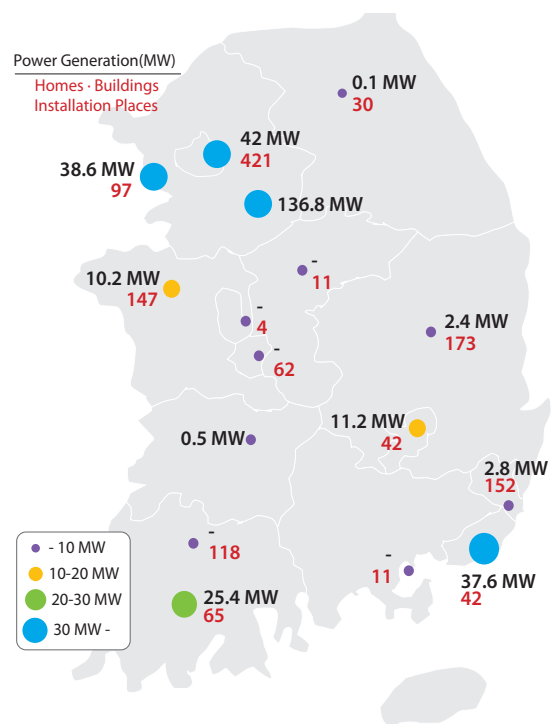 Power Generation(MW)
Homes · Buildings
Installation Places
0.1 MW
30
42 MW
421
38.6 MW
97
136.8 MW
-
11
10.2 MW
147
-
4
2.4 MW
173
-
62
11.2 MW
42
0.5 MW
2.8 MW
152
-
118
-
11
37.6 MW
42
25.4 MW
65
- 10 MW
10-20 MW
20-30 MW
30 MW -